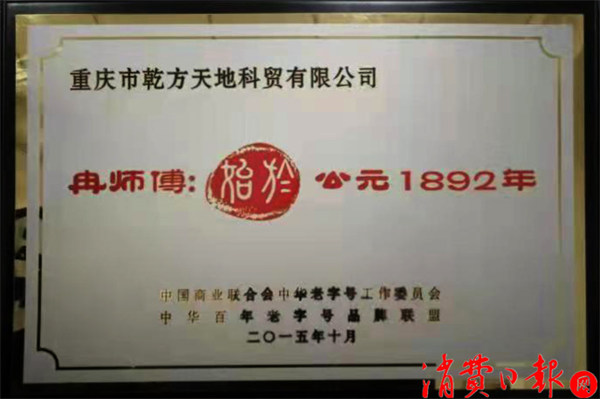 重庆市乾方天地科贸有限公司
冉师傅:始於公元1892年
中国商业联合会中华老字号工作委员会
中华百年老字号品牌联盟
二〇一五年十月
消费日报网